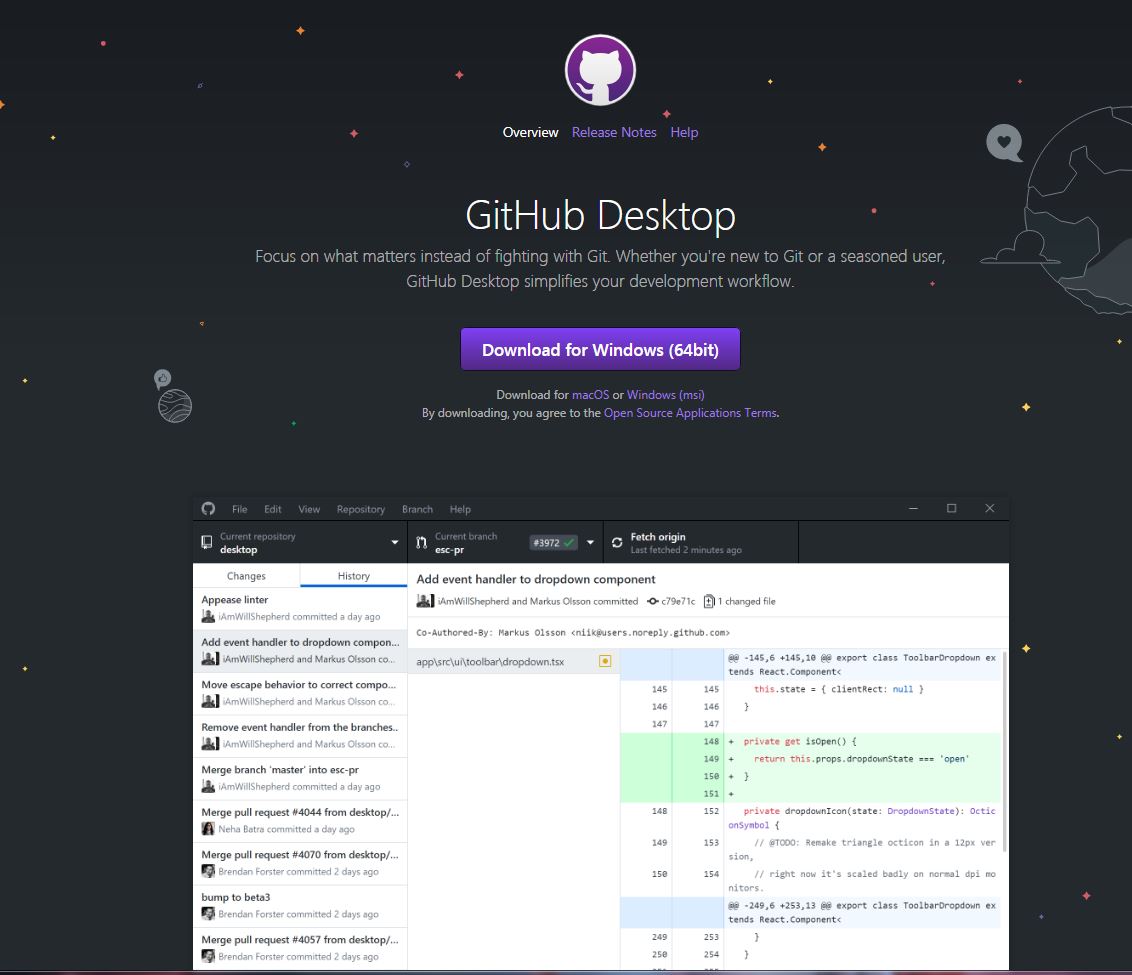 Overview Release Notes Help
GitHub Desktop
Focus on what matters instead of fighting with Git. Whether you're new to Git or a seasoned user,
GitHub Desktop simplifies your development workflow.
Download for Windows (64bit)
Download for macOS or Windows (msi)
By downloading, you agree to the Open Source Applications Terms.
File Edit View Repository Branch Help
Current repository
desktop
Current branch
esc-pr
#3972
Fetch origin
Last fetched 2 minutes ago
Changes
History
Appease linter
iAmWillShepherd committed a day ago
Add event handler to dropdown compon...
iAmWillShepherd and Markus Olsson co...
Move escape behavior to correct compo...
iAmWillShepherd and Markus Olsson co...
Remove event handler from the branches..
iAmWillShepherd and Markus Olsson co...
Merge branch 'master' into esc-pr
iAmWillShepherd committed a day ago
Merge pull request #4044 from desktop/...
Neha Batra committed a day ago
Merge pull request #4070 from desktop/...
Brendan Forster committed 2 days ago
bump to beta3
Brendan Forster committed 2 days ago
Merge pull request #4057 from desktop/...
Brendan Forster committed 2 days ago
Add event handler to dropdown component
iAmWillShepherd and Markus Olsson committed c79e71c 1 changed file
Co-Authored-By: Markus Olsson <niik@users.noreply.github.com>
app\src\ui\toolbar\dropdown.tsx
@@ -145,6 +145,10 @@ export class ToolbarDropdown ex
tends React.Component<
145 145 this.state = { clientRect: null }
146 146 }
147 147
148 + private get isOpen() {
149 + return this.props.dropdownState === 'open'
150 + }
151 +
148 152 private dropdownIcon(state: DropdownState): Octic
onSymbol {
149 153 // @TODO: Remake triangle octicon in a 12px ver
sion,
150 154 // right now it's scaled badly on normal dpi mo
nitors.
@@ -249,6 +253,13 @@ export class ToolbarDropdown ex
tends React.Component<
249 253 }
250 254 }